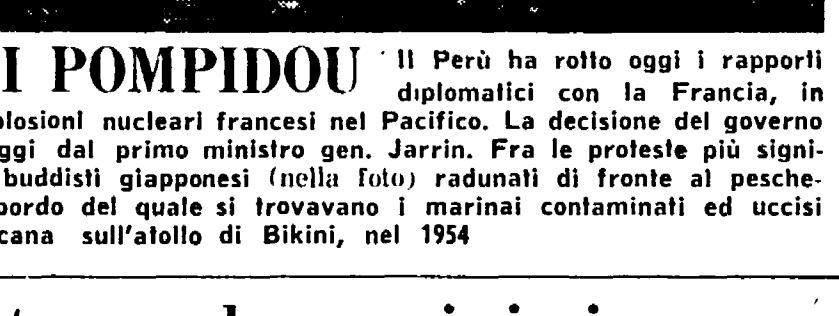 I POMPIDOU Il Perù ha rotto oggi i rapporti
diplomatici con la Francia, in
plosioni nucleari francesi nel Pacifico. La decisione del governo
ggi dal primo ministro gen. Jarrin. Fra le proteste più signi-
buddisti giapponesi (nella foto) radunati di fronte al pesche-
bordo del quale si trovavano i marinai contaminati ed uccisi
cana sull'atollo di Bikini, nel 1954